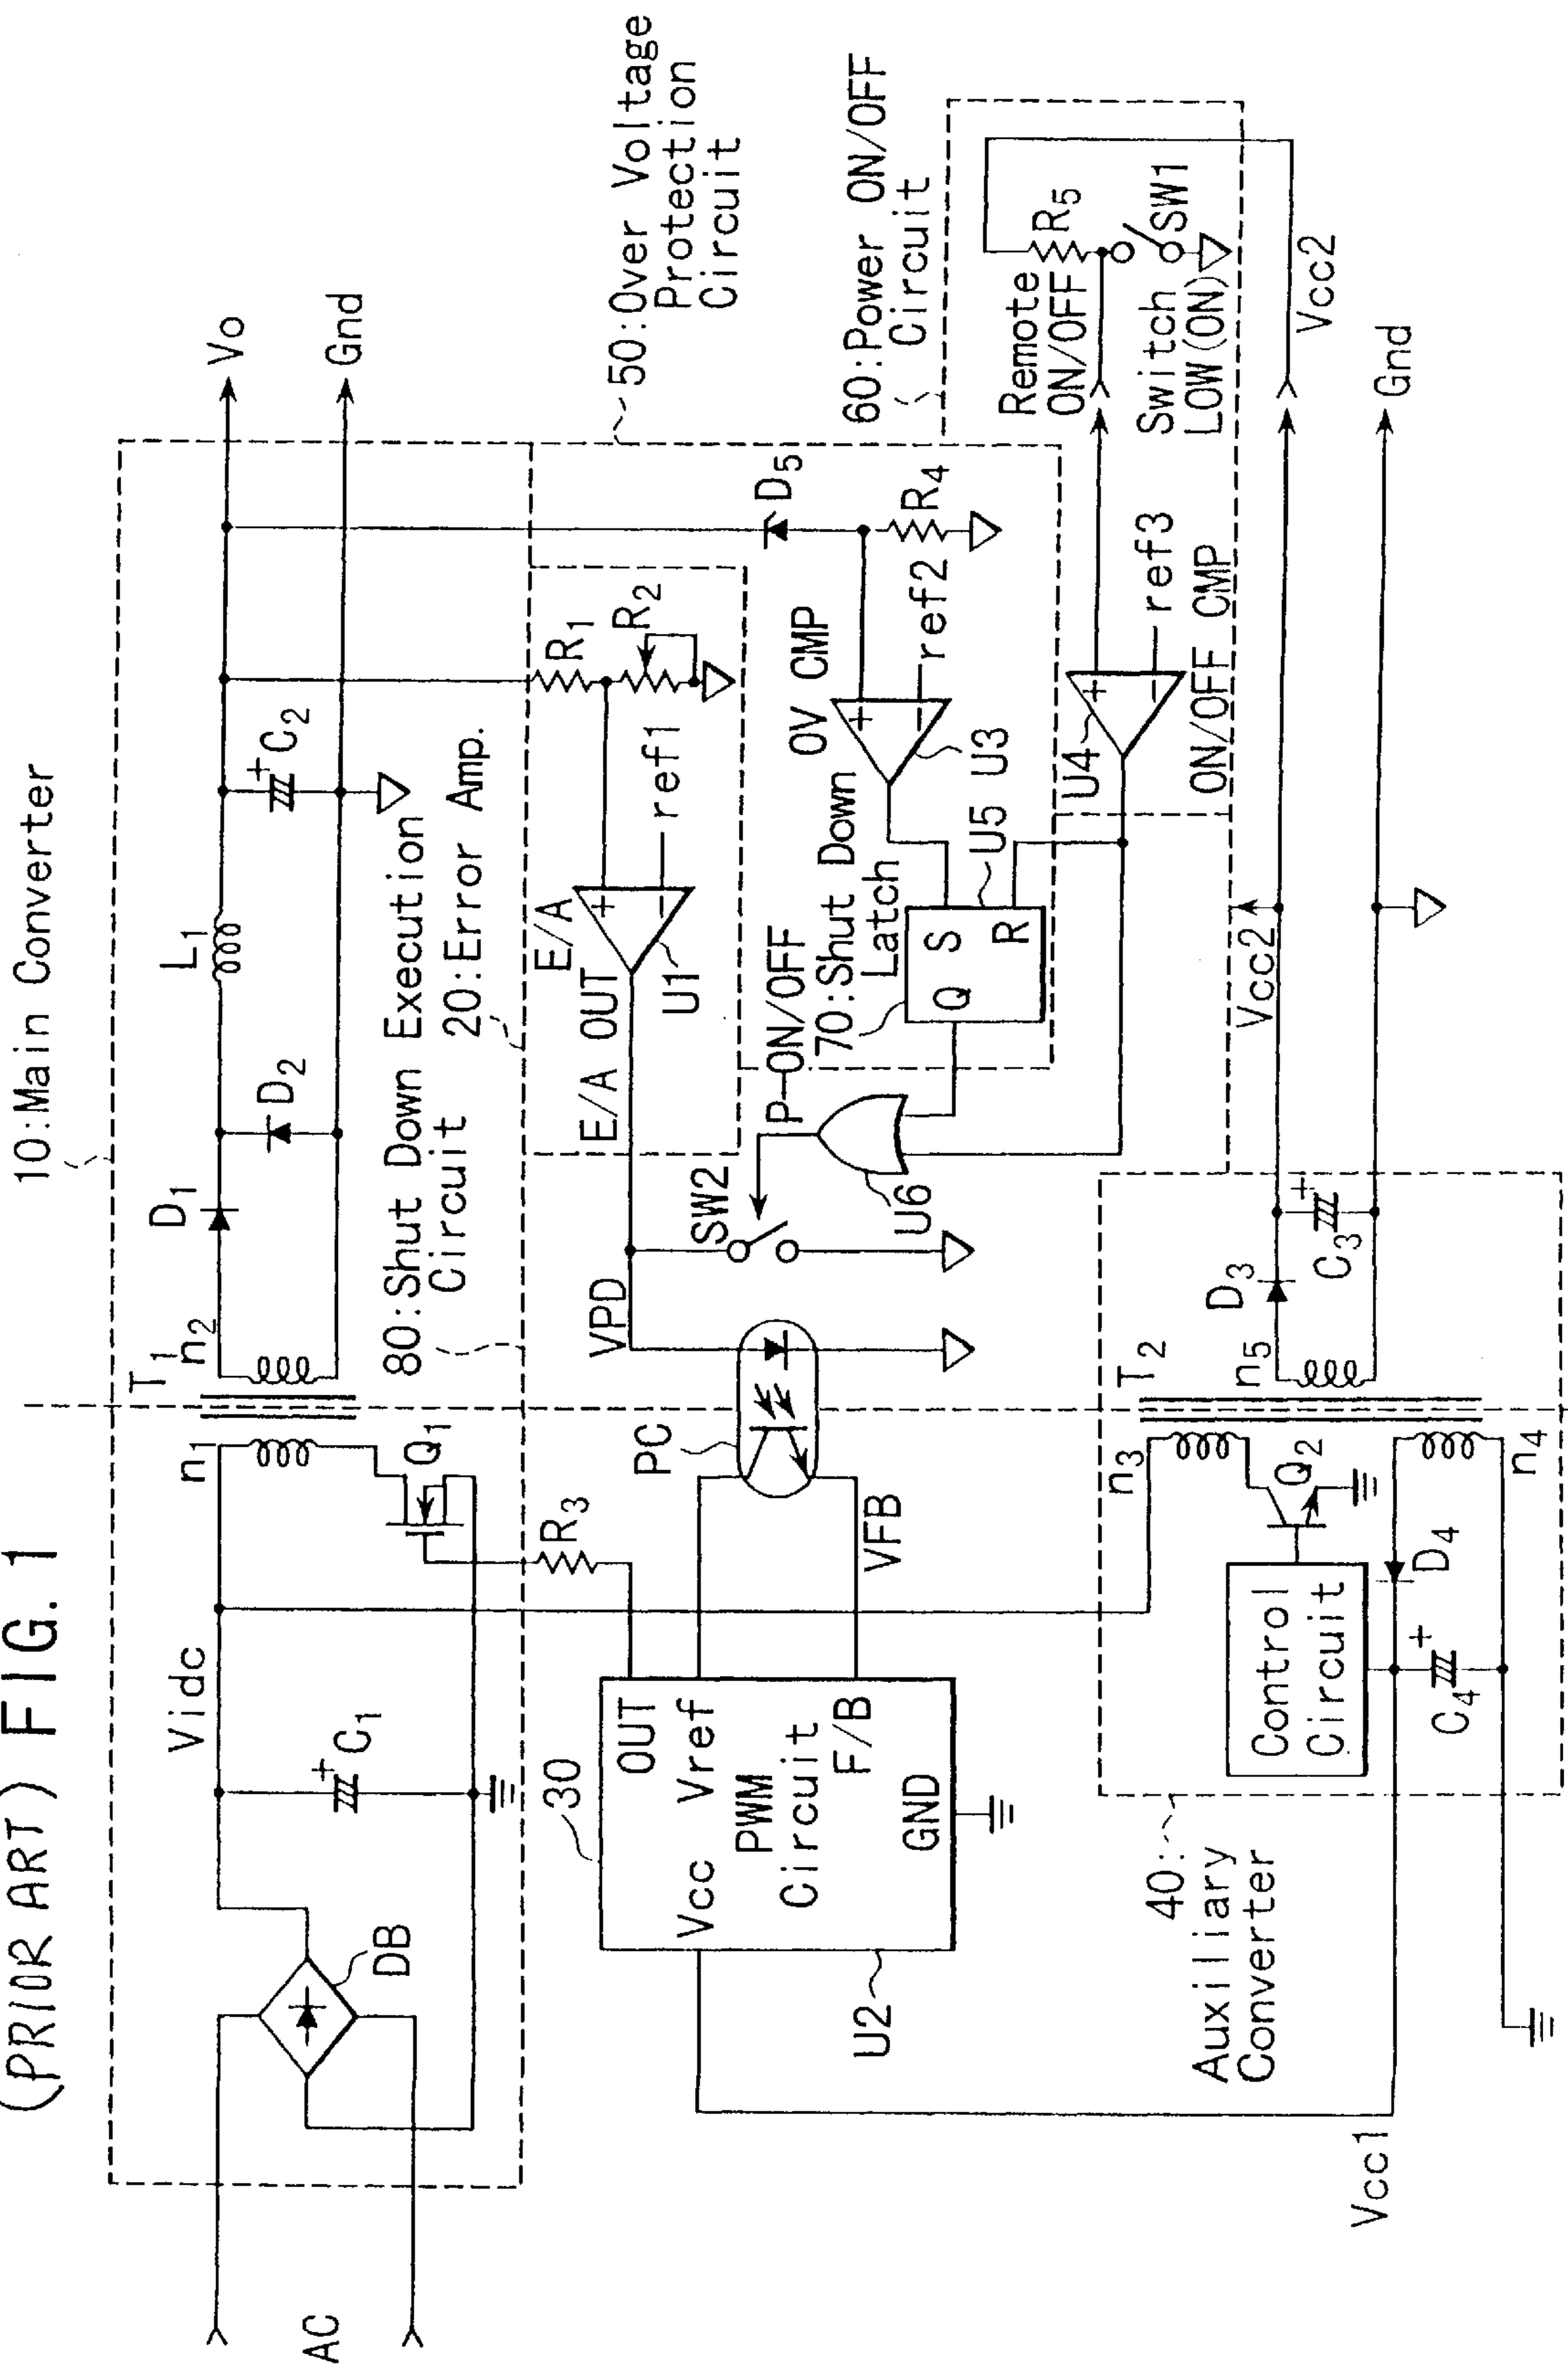 (PRIOR ART) FIG. 1
10:Main Converter
AC
DB
Vidc
C1
n1
T1
n2
Q1
D1
D2
L1
C2
Vo
Gnd
80:Shut Down Execution
Circuit
20:Error Amp.
50:Over Voltage
Protection
Circuit
30
OUT
Vcc Vref
PWM
Circuit
F/B
GND
U2
R3
PC
VFB
VPD
SW2
E/A OUT
E/A
U1
ref1
R1
R2
D5
R4
P-ON/OFF
70:Shut Down
Latch
OV CMP
ref2
U3
U5
S
Q
R
U6
60:Power ON/OFF
Circuit
Remote
ON/OFF
R5
Switch
LOW(ON)
SW1
U4
ref3
ON/OFF CMP
Vcc2
Vcc2
Gnd
40:
Auxiliary
Converter
Control
Circuit
n3
Q2
T2
n5
D3
C3
D4
n4
C4
Vcc1